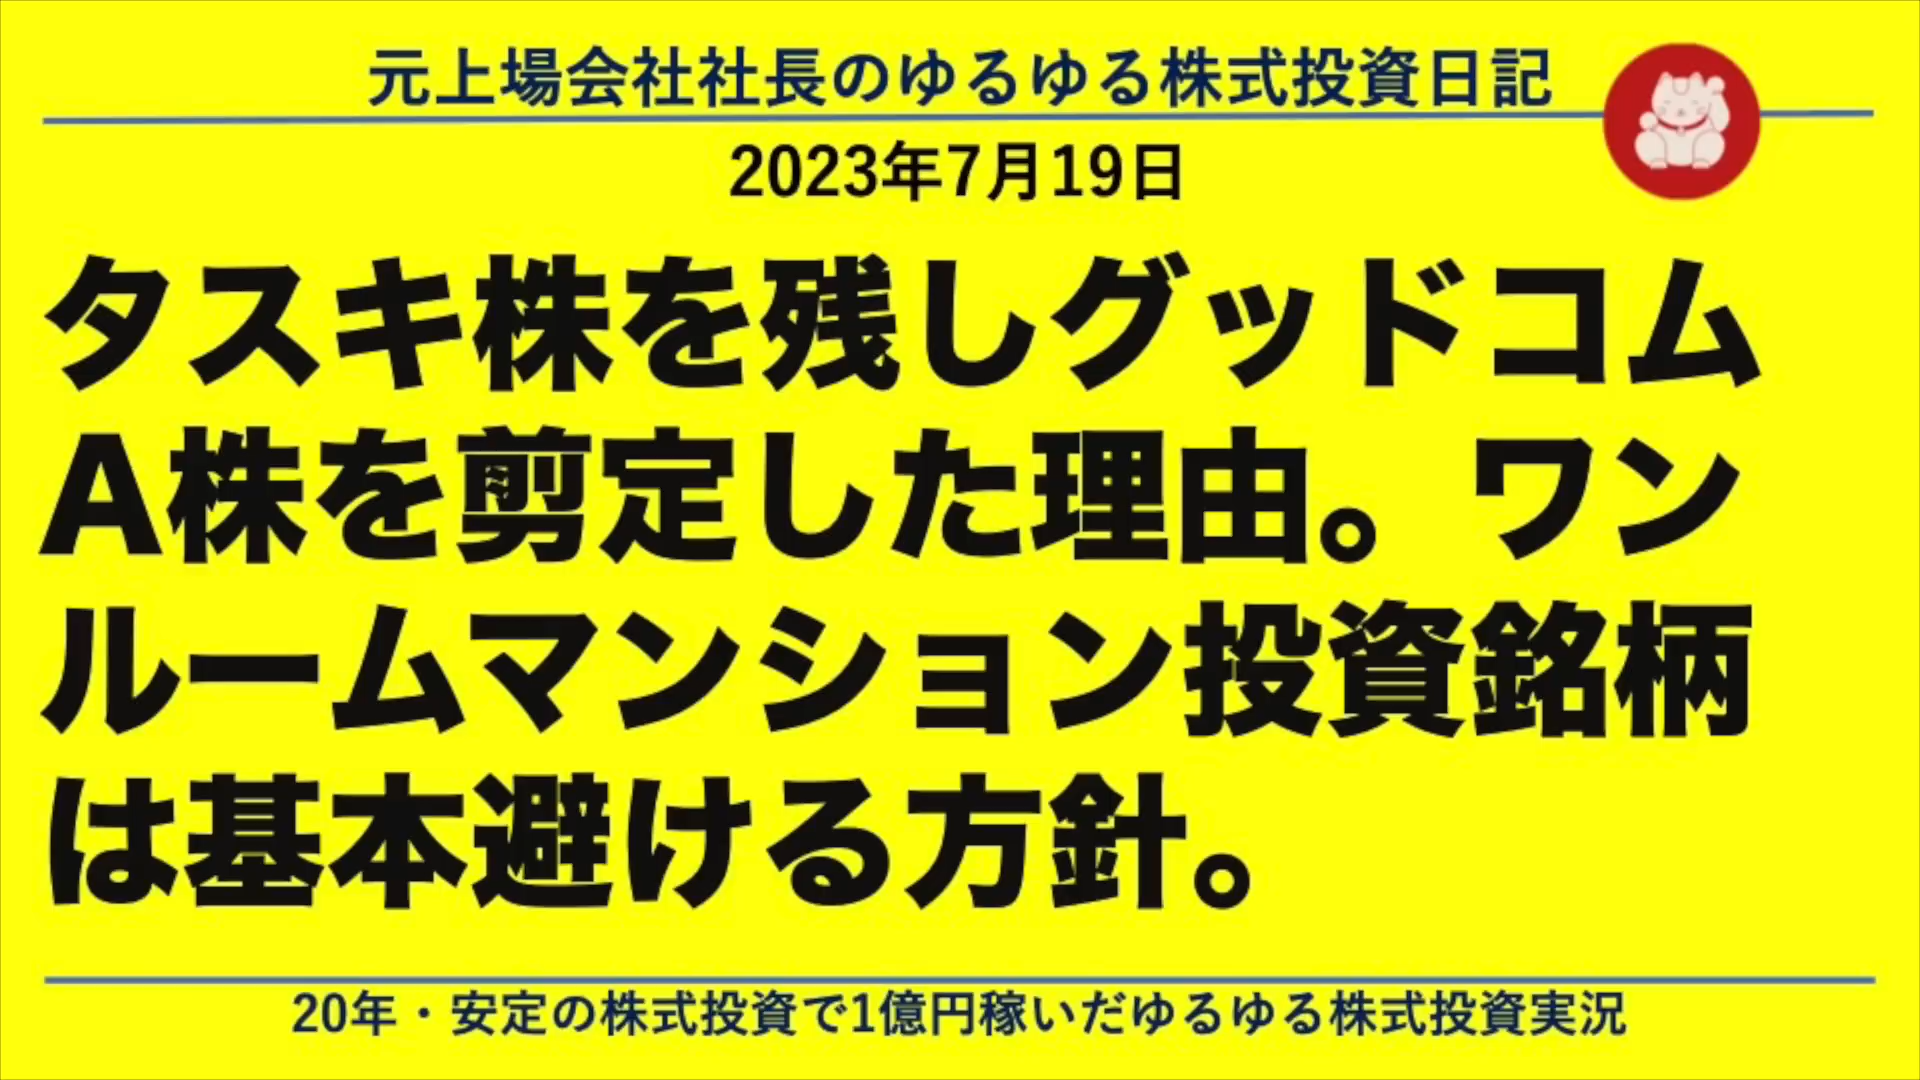 元上場会社社長のゆるゆる株式投資日記
2023年7月19日
タスキ株を残しグッドコム
A株を剪定した理由。ワン
ルームマンション投資銘柄
は基本避ける方針。
20年・安定の株式投資で1億円稼いだゆるゆる株式投資実況